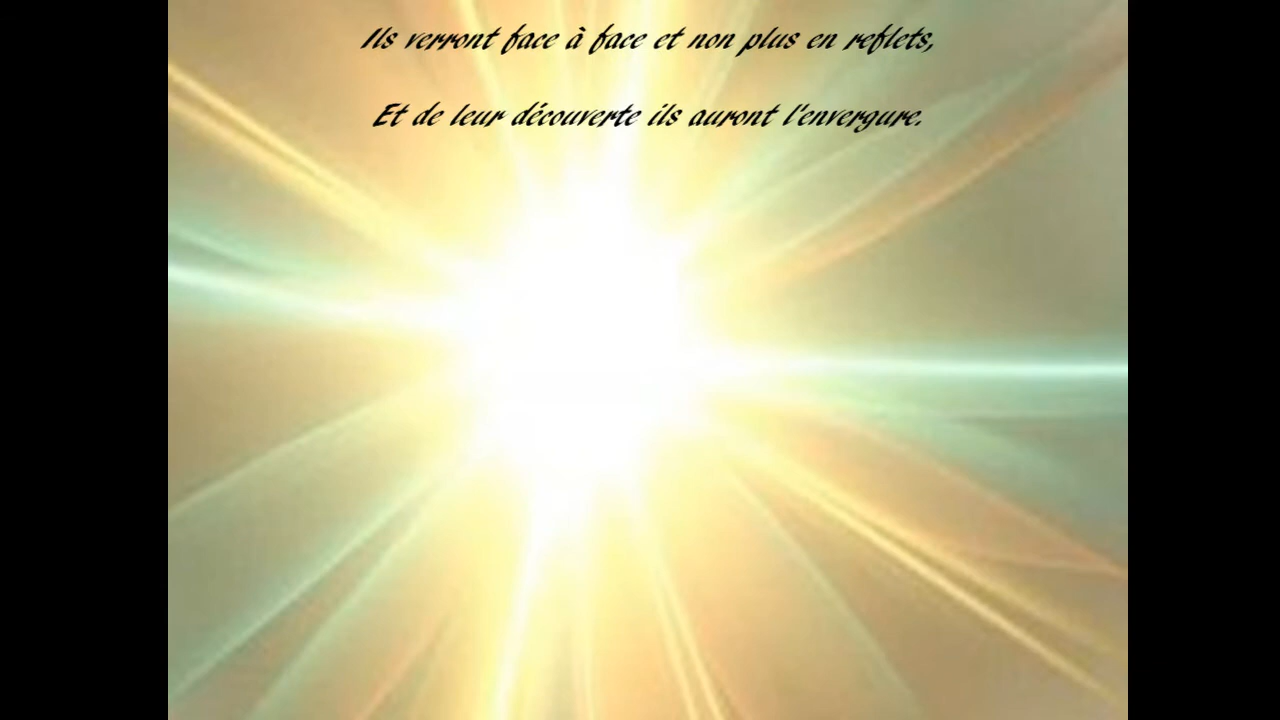 Ils verront face à face et non plus en reflets,
Et de leur découverte ils auront l'envergure.